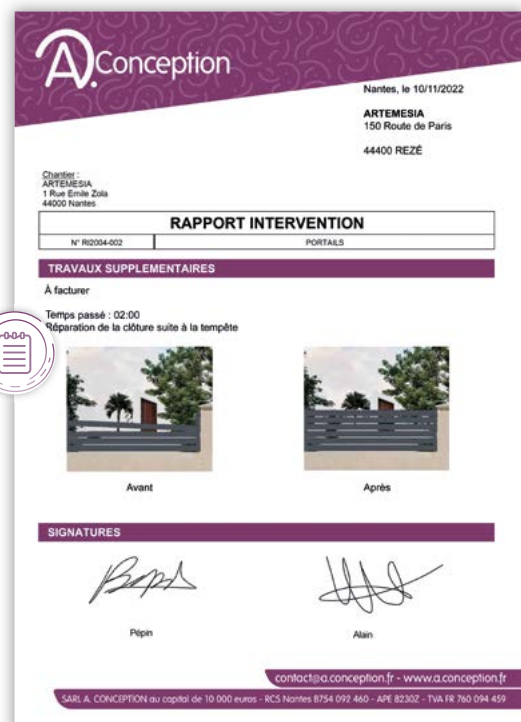 A.Conception
Nantes, le 10/11/2022
ARTEMESIA
150 Route de Paris
44400 REZÉ
Chantier :
ARTEMESIA
1 Rue Emile Zola
44000 Nantes
RAPPORT INTERVENTION
N° RI2004-002 PORTAILS
TRAVAUX SUPPLEMENTAIRES
À facturer
Temps passé : 02:00
Réparation de la clôture suite à la tempête
Avant Après
SIGNATURES
Pépin Alain
contact@a.conception.fr - www.a.conception.fr
SARL A. CONCEPTION au capital de 10 000 euros - RCS Nantes B754 092 460 - APE 8230Z - TVA FR 760 094 459